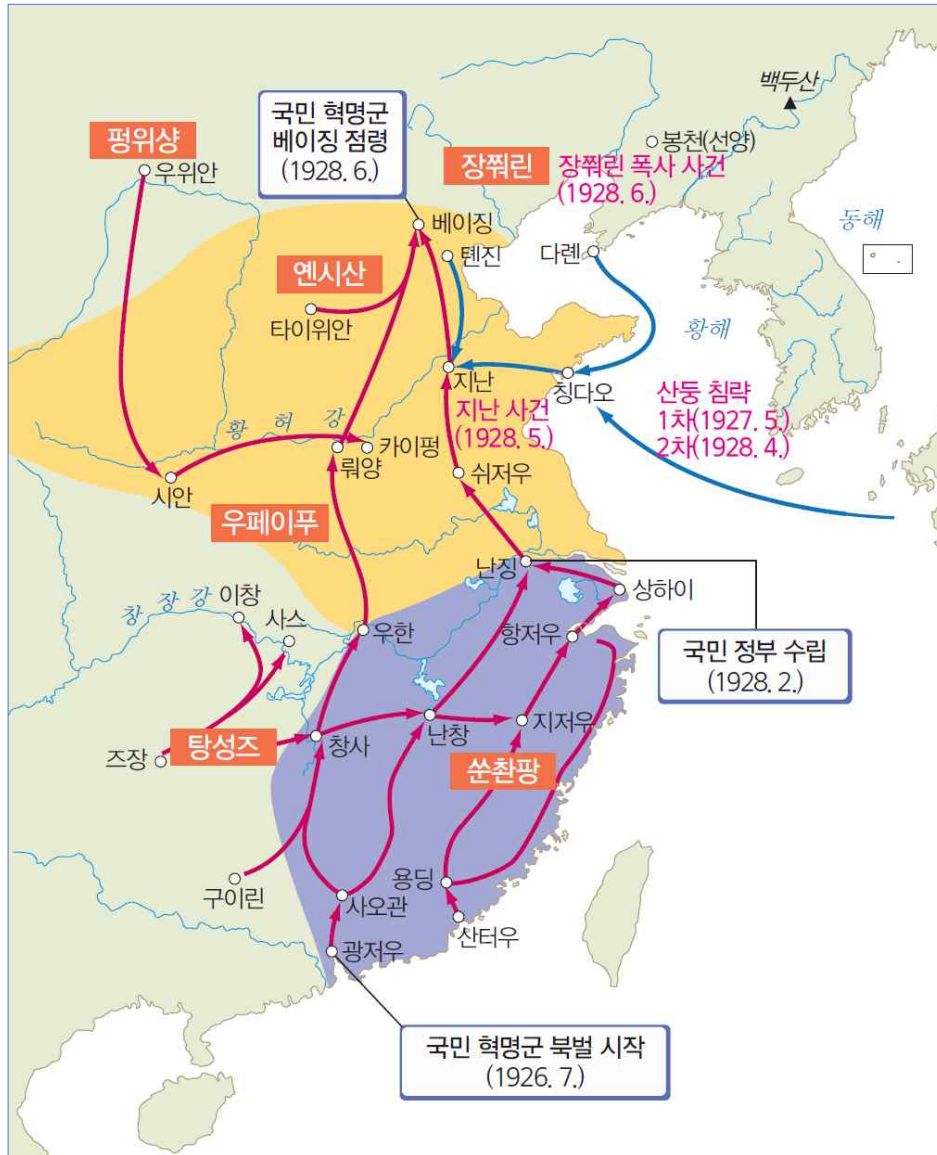 백두산
국민 혁명군
베이징 점령
(1928. 6.)
펑위샹
우위안
장쭤린
봉천(선양)
장쭤린 폭사 사건
(1928. 6.)
동해
베이징
톈진
다롄
옌시산
타이위안
황해
지난
칭다오
지난 사건
(1928. 5.)
산둥 침략
1차(1927. 5.)
2차(1928. 4.)
황허강
뤄양
카이펑
시안
쉬저우
우페이푸
난징
상하이
창장강
이창
사스
우한
항저우
국민 정부 수립
(1928. 2.)
즈장
탕성즈
창사
난창
지저우
쑨촨팡
구이린
사오관
용딩
산터우
광저우
국민 혁명군 북벌 시작
(1926. 7.)